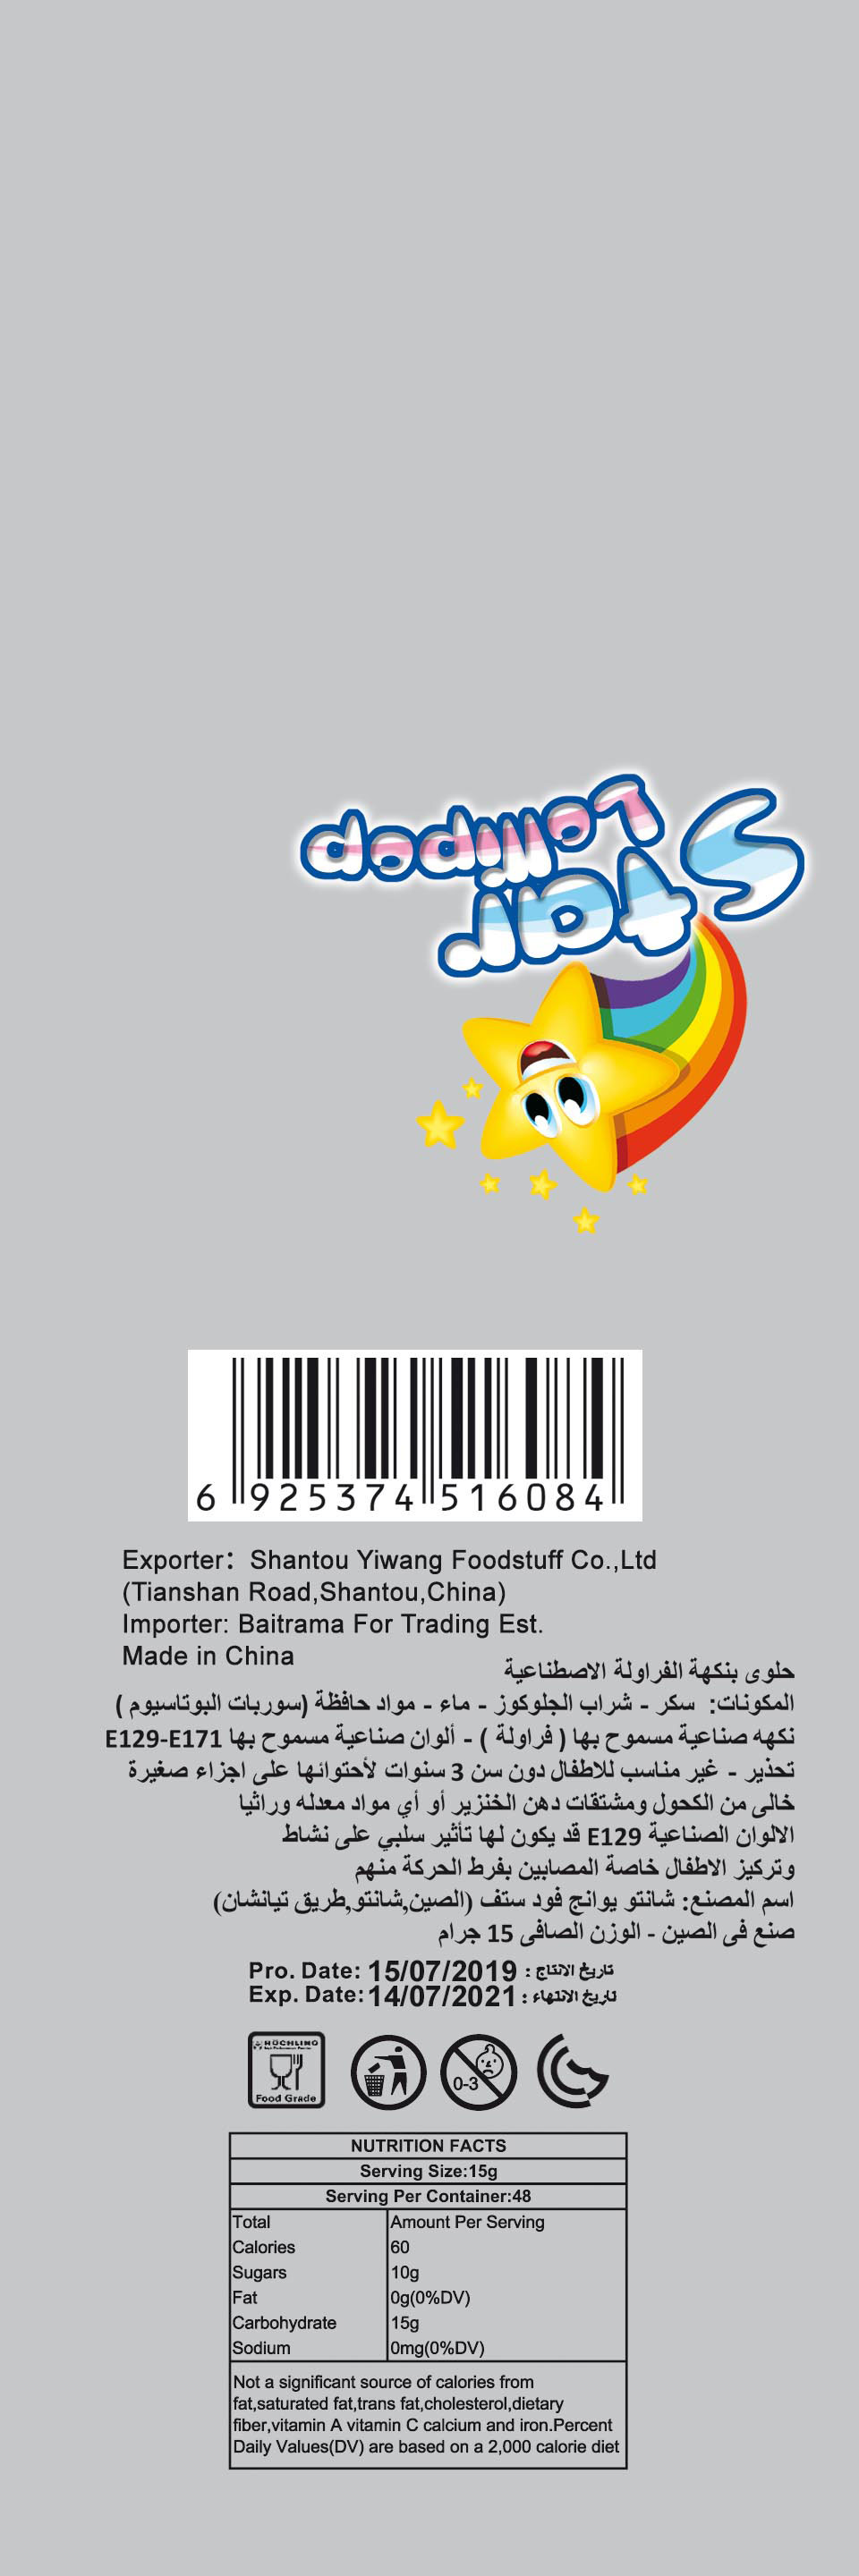 Star
Lollipop
6 925374 516084
Exporter: Shantou Yiwang Foodstuff Co.,Ltd
(Tianshan Road,Shantou,China)
Importer: Baitrama For Trading Est.
Made in China
حلوى بنكهة الفراولة الاصطناعية
المكونات: سكر - شراب الجلوكوز - ماء - مواد حافظة (سوربات البوتاسيوم )
نكهه صناعية مسموح بها ( فراولة ) - ألوان صناعية مسموح بها E129-E171
تحذير - غير مناسب للاطفال دون سن 3 سنوات لأحتوائها على اجزاء صغيرة
خالى من الكحول ومشتقات دهن الخنزير أو أي مواد معدله وراثيا
الالوان الصناعية E129 قد يكون لها تأثير سلبي على نشاط
وتركيز الاطفال خاصة المصابين بفرط الحركة منهم
اسم المصنع: شانتو يوانج فود ستف (الصين,شانتو,طريق تيانشان)
صنع فى الصين - الوزن الصافى 15 جرام
Pro. Date: 15/07/2019 : تاريخ الانتاج
Exp. Date: 14/07/2021 : تاريخ الانتهاء
RÖCHLING
Food Grade
0-3
NUTRITION FACTS
Serving Size:15g
Serving Per Container:48
Total Amount Per Serving
Calories 60
Sugars 10g
Fat 0g(0%DV)
Carbohydrate 15g
Sodium 0mg(0%DV)
Not a significant source of calories from
fat,saturated fat,trans fat,cholesterol,dietary
fiber,vitamin A vitamin C calcium and iron.Percent
Daily Values(DV) are based on a 2,000 calorie diet